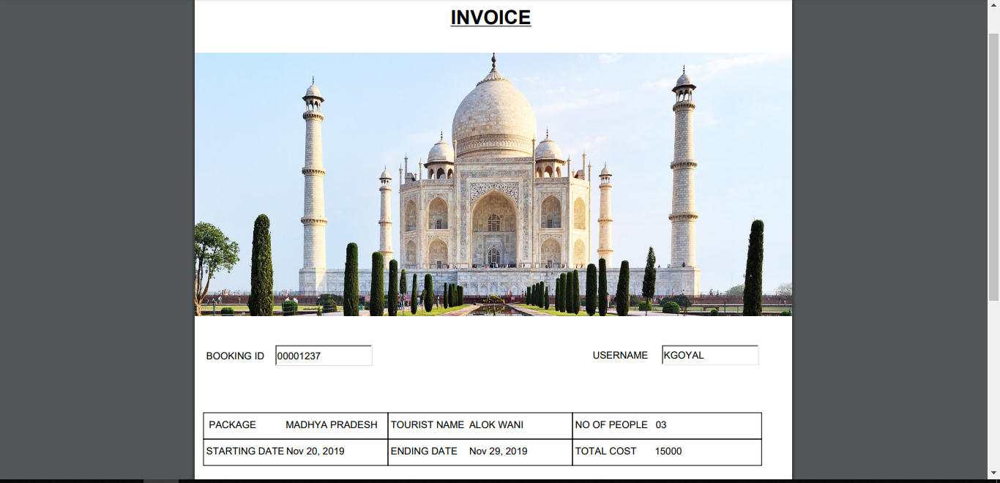 INVOICE
BOOKING ID 00001237 USERNAME KGOYAL
PACKAGE MADHYA PRADESH TOURIST NAME ALOK WANI NO OF PEOPLE 03
STARTING DATE Nov 20, 2019 ENDING DATE Nov 29, 2019 TOTAL COST 15000